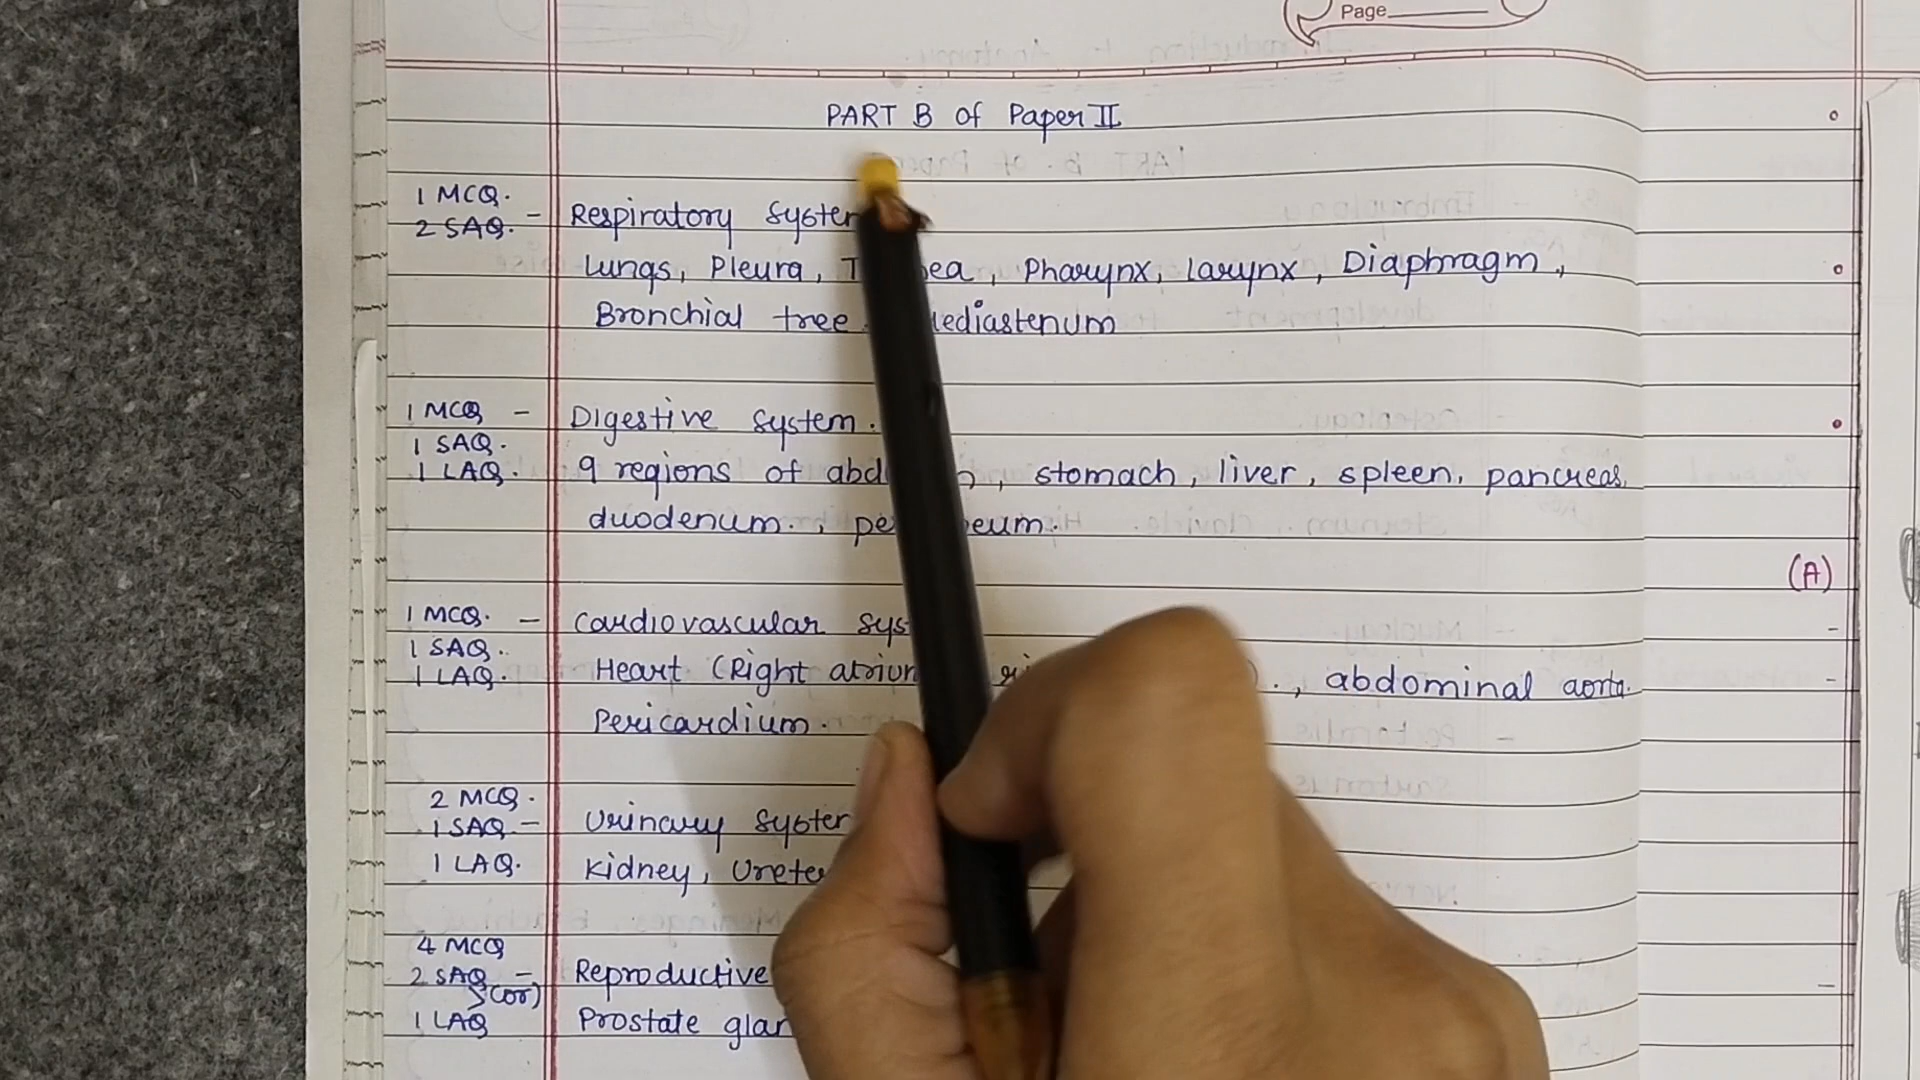 Page
PART B of Paper II
1 MCQ.
2 SAQ. - Respiratory
Lungs, Pleura, Pharynx, Larynx, Diaphragm,
Bronchial tree
1 MCQ - Digestive system.
1 SAQ.
1 LAQ. 9 regions of stomach, liver, spleen, pancreas,
duodenum.,
1 MCQ. - Cardiovascular
1 SAQ.
1 LAQ. Heart (Right ., abdominal aorta.
Pericardium.
(A)
2 MCQ.
1 SAQ - Urinary
1 LAQ. Kidney,
4 MCQ
2 SAQ - Reproductive
(or)
1 LAQ Prostate